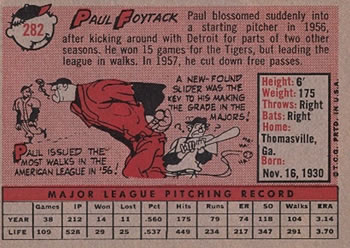 282
PAUL FOYTACK
Paul blossomed suddenly into
a starting pitcher in 1956,
after kicking around with
Detroit for parts of two other
seasons. He won 15 games for the Tigers, but leading the
league in walks. In 1957, he cut down free passes.
A NEW-FOUND
SLIDER WAS THE
KEY TO HIS MAKING
THE GRADE IN THE
MAJORS!
PAUL ISSUED THE
MOST WALKS IN THE
AMERICAN LEAGUE IN '56!
Height: 6'
Weight: 175
Throws: Right
Bats: Right
Home:
Thomasville,
Ga.
Born:
Nov. 16, 1930
© T.C.G. PRTD. IN U.S.A.
MAJOR LEAGUE PITCHING RECORD
Games IP Won Lost Pct. Hits Runs ER SO Walks ERA
YEAR 38 212 14 11 .560 175 79 74 118 104 3.14
LIFE 109 528 29 25 .537 449 234 217 347 291 3.70